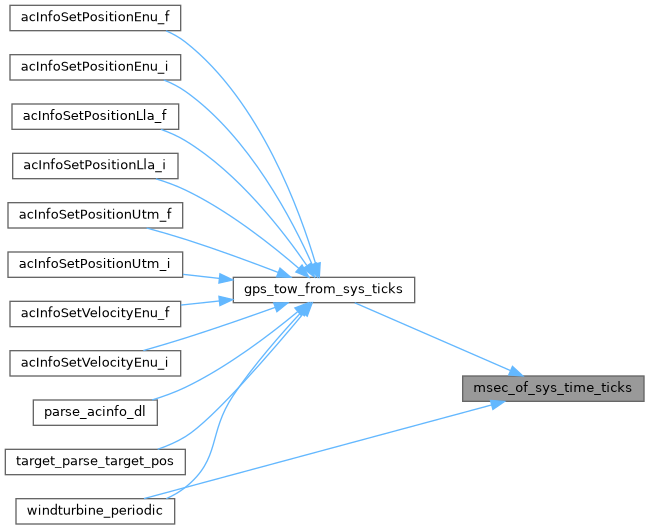 acInfoSetPositionEnu_f
acInfoSetPositionEnu_i
acInfoSetPositionLla_f
acInfoSetPositionLla_i
acInfoSetPositionUtm_f
acInfoSetPositionUtm_i
gps_tow_from_sys_ticks
acInfoSetVelocityEnu_f
acInfoSetVelocityEnu_i
msec_of_sys_time_ticks
parse_acinfo_dl
target_parse_target_pos
windturbine_periodic